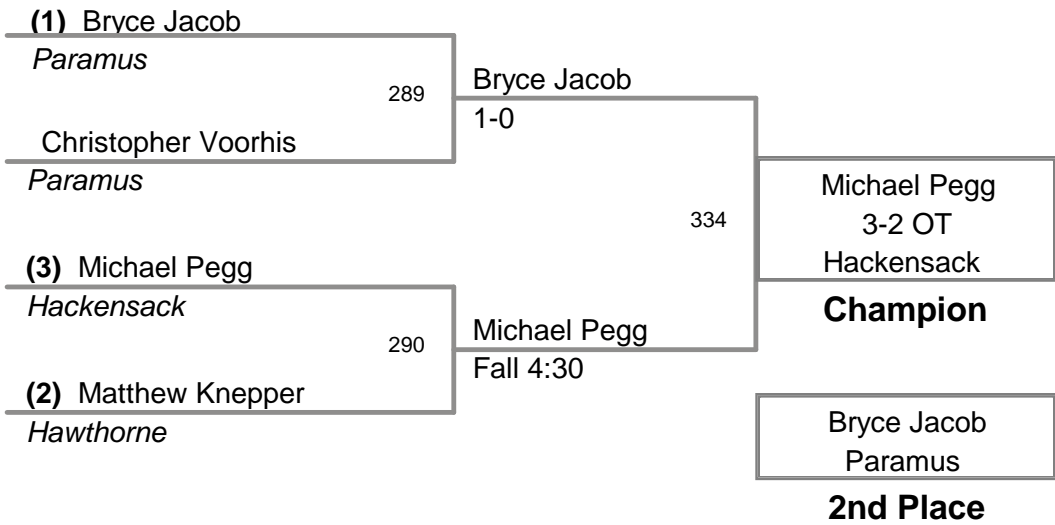 (1) Bryce Jacob
Paramus
289
Christopher Voorhis
Paramus
Bryce Jacob
1-0
(3) Michael Pegg
Hackensack
290
(2) Matthew Knepper
Hawthorne
Michael Pegg
Fall 4:30
334
Michael Pegg
3-2 OT
Hackensack
Champion
Bryce Jacob
Paramus
2nd Place